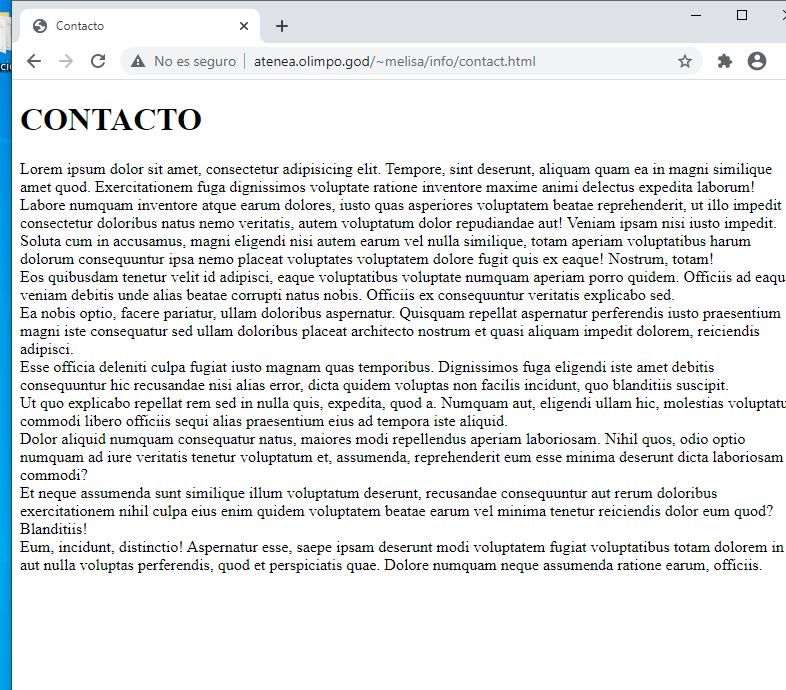 Contacto
No es seguro | atenea.olimpo.god/~melisa/info/contact.html
CONTACTO
Lorem ipsum dolor sit amet, consectetur adipisicing elit. Tempore, sint deserunt, aliquam quam ea in magni similique
amet quod. Exercitationem fuga dignissimos voluptate ratione inventore maxime animi delectus expedita laborum!
Labore numquam inventore atque earum dolores, iusto quas asperiores voluptatem beatae reprehenderit, ut illo impedit
consectetur doloribus natus nemo veritatis, autem voluptatum dolor repudiandae aut! Veniam ipsam nisi iusto impedit.
Soluta cum in accusamus, magni eligendi nisi autem earum vel nulla similique, totam aperiam voluptatibus harum
dolorum consequuntur ipsa nemo placeat voluptates voluptatem dolore fugit quis ex eaque! Nostrum, totam!
Eos quibusdam tenetur velit id adipisci, eaque voluptatibus voluptate numquam aperiam porro quidem. Officiis ad eaqu
veniam debitis unde alias beatae corrupti natus nobis. Officiis ex consequuntur veritatis explicabo sed.
Ea nobis optio, facere pariatur, ullam doloribus aspernatur. Quisquam repellat aspernatur perferendis iusto praesentium
magni iste consequatur sed ullam doloribus placeat architecto nostrum et quasi aliquam impedit dolorem, reiciendis
adipisci.
Esse officia deleniti culpa fugiat iusto magnam quas temporibus. Dignissimos fuga eligendi iste amet debitis
consequuntur hic recusandae nisi alias error, dicta quidem voluptas non facilis incidunt, quo blanditiis suscipit.
Ut quo explicabo repellat rem sed in nulla quis, expedita, quod a. Numquam aut, eligendi ullam hic, molestias voluptatu
commodi libero officiis sequi alias praesentium eius ad tempora iste aliquid.
Dolor aliquid numquam consequatur natus, maiores modi repellendus aperiam laboriosam. Nihil quos, odio optio
numquam ad iure veritatis tenetur voluptatum et, assumenda, reprehenderit eum esse minima deserunt dicta laboriosam
commodi?
Et neque assumenda sunt similique illum voluptatum deserunt, recusandae consequuntur aut rerum doloribus
exercitationem nihil culpa eius enim quidem voluptatem beatae earum vel minima tenetur reiciendis dolor eum quod?
Blanditiis!
Eum, incidunt, distinctio! Aspernatur esse, saepe ipsam deserunt modi voluptatem fugiat voluptatibus totam dolorem in
aut nulla voluptas perferendis, quod et perspiciatis quae. Dolore numquam neque assumenda ratione earum, officiis.